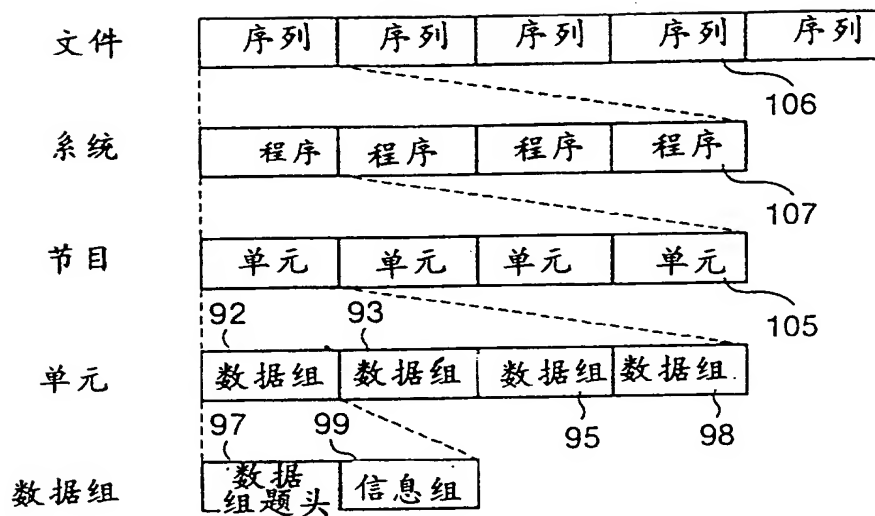 文件 序列 序列 序列 序列 序列
106
系统 程序 程序 程序 程序
107
节目 单元 单元 单元 单元
105
92 93
单元 数据组 数据组 数据组 数据组
95 98
97 99
数据组 数据 信息组
组题头